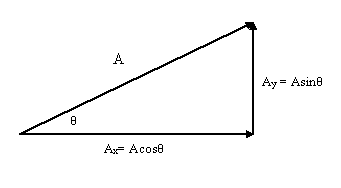 A
Ay = Asinθ
θ
Ax= Acosθ